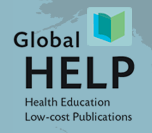 Global
HELP
Health Education
Low-cost Publications